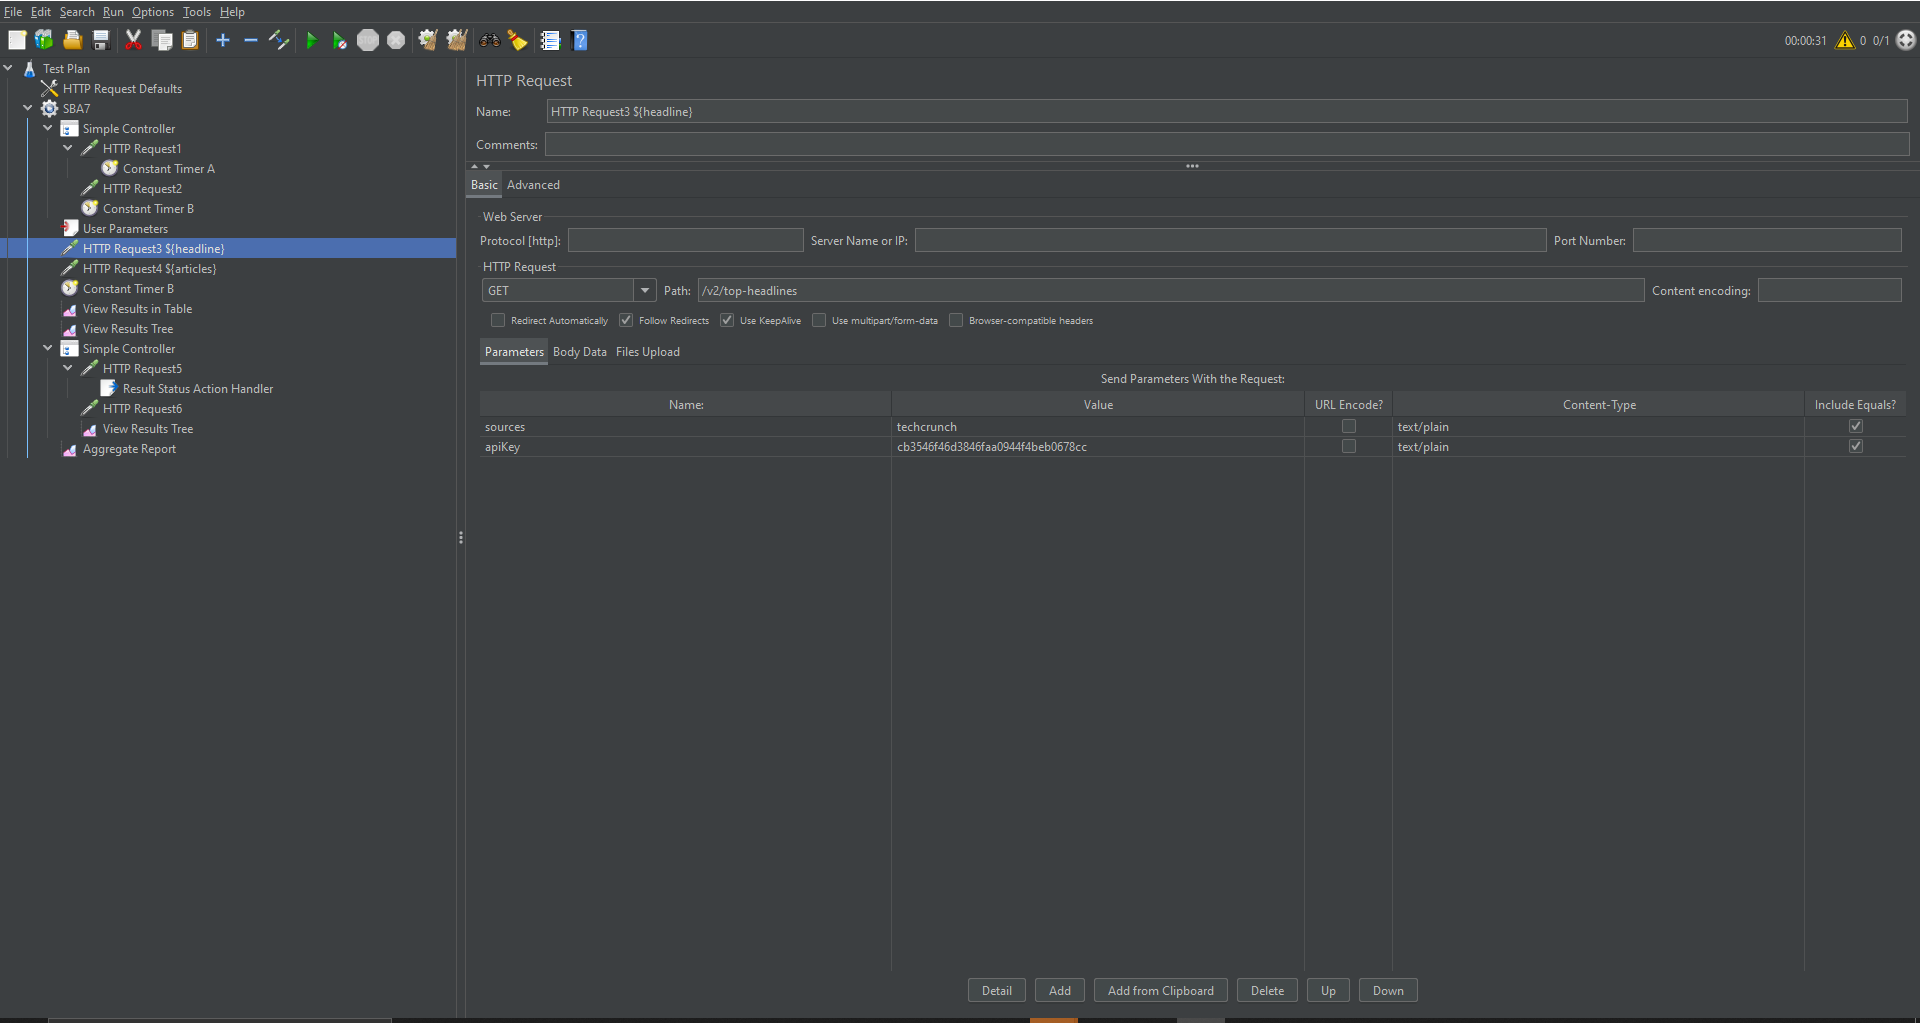 File Edit Search Run Options Tools Help
STOP
00:00:31 0 0/1
Test Plan
HTTP Request Defaults
SBA7
Simple Controller
HTTP Request1
Constant Timer A
HTTP Request2
Constant Timer B
User Parameters
HTTP Request3 ${headline}
HTTP Request4 ${articles}
Constant Timer B
View Results in Table
View Results Tree
Simple Controller
HTTP Request5
Result Status Action Handler
HTTP Request6
View Results Tree
Aggregate Report
HTTP Request
Name: HTTP Request3 ${headline}
Comments:
Basic Advanced
Web Server
Protocol [http]: Server Name or IP: Port Number:
HTTP Request
GET Path: /v2/top-headlines Content encoding:
Redirect Automatically Follow Redirects Use KeepAlive Use multipart/form-data Browser-compatible headers
Parameters Body Data Files Upload
Send Parameters With the Request:
Name: Value URL Encode? Content-Type Include Equals?
sources techcrunch text/plain
apiKey cb3546f46d3846faa0944f4beb0678cc text/plain
Detail Add Add from Clipboard Delete Up Down